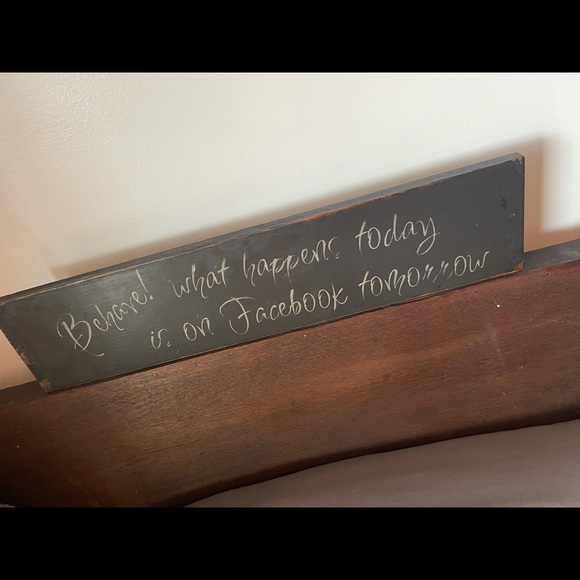 Behave! what happens today
is on Facebook tomorrow